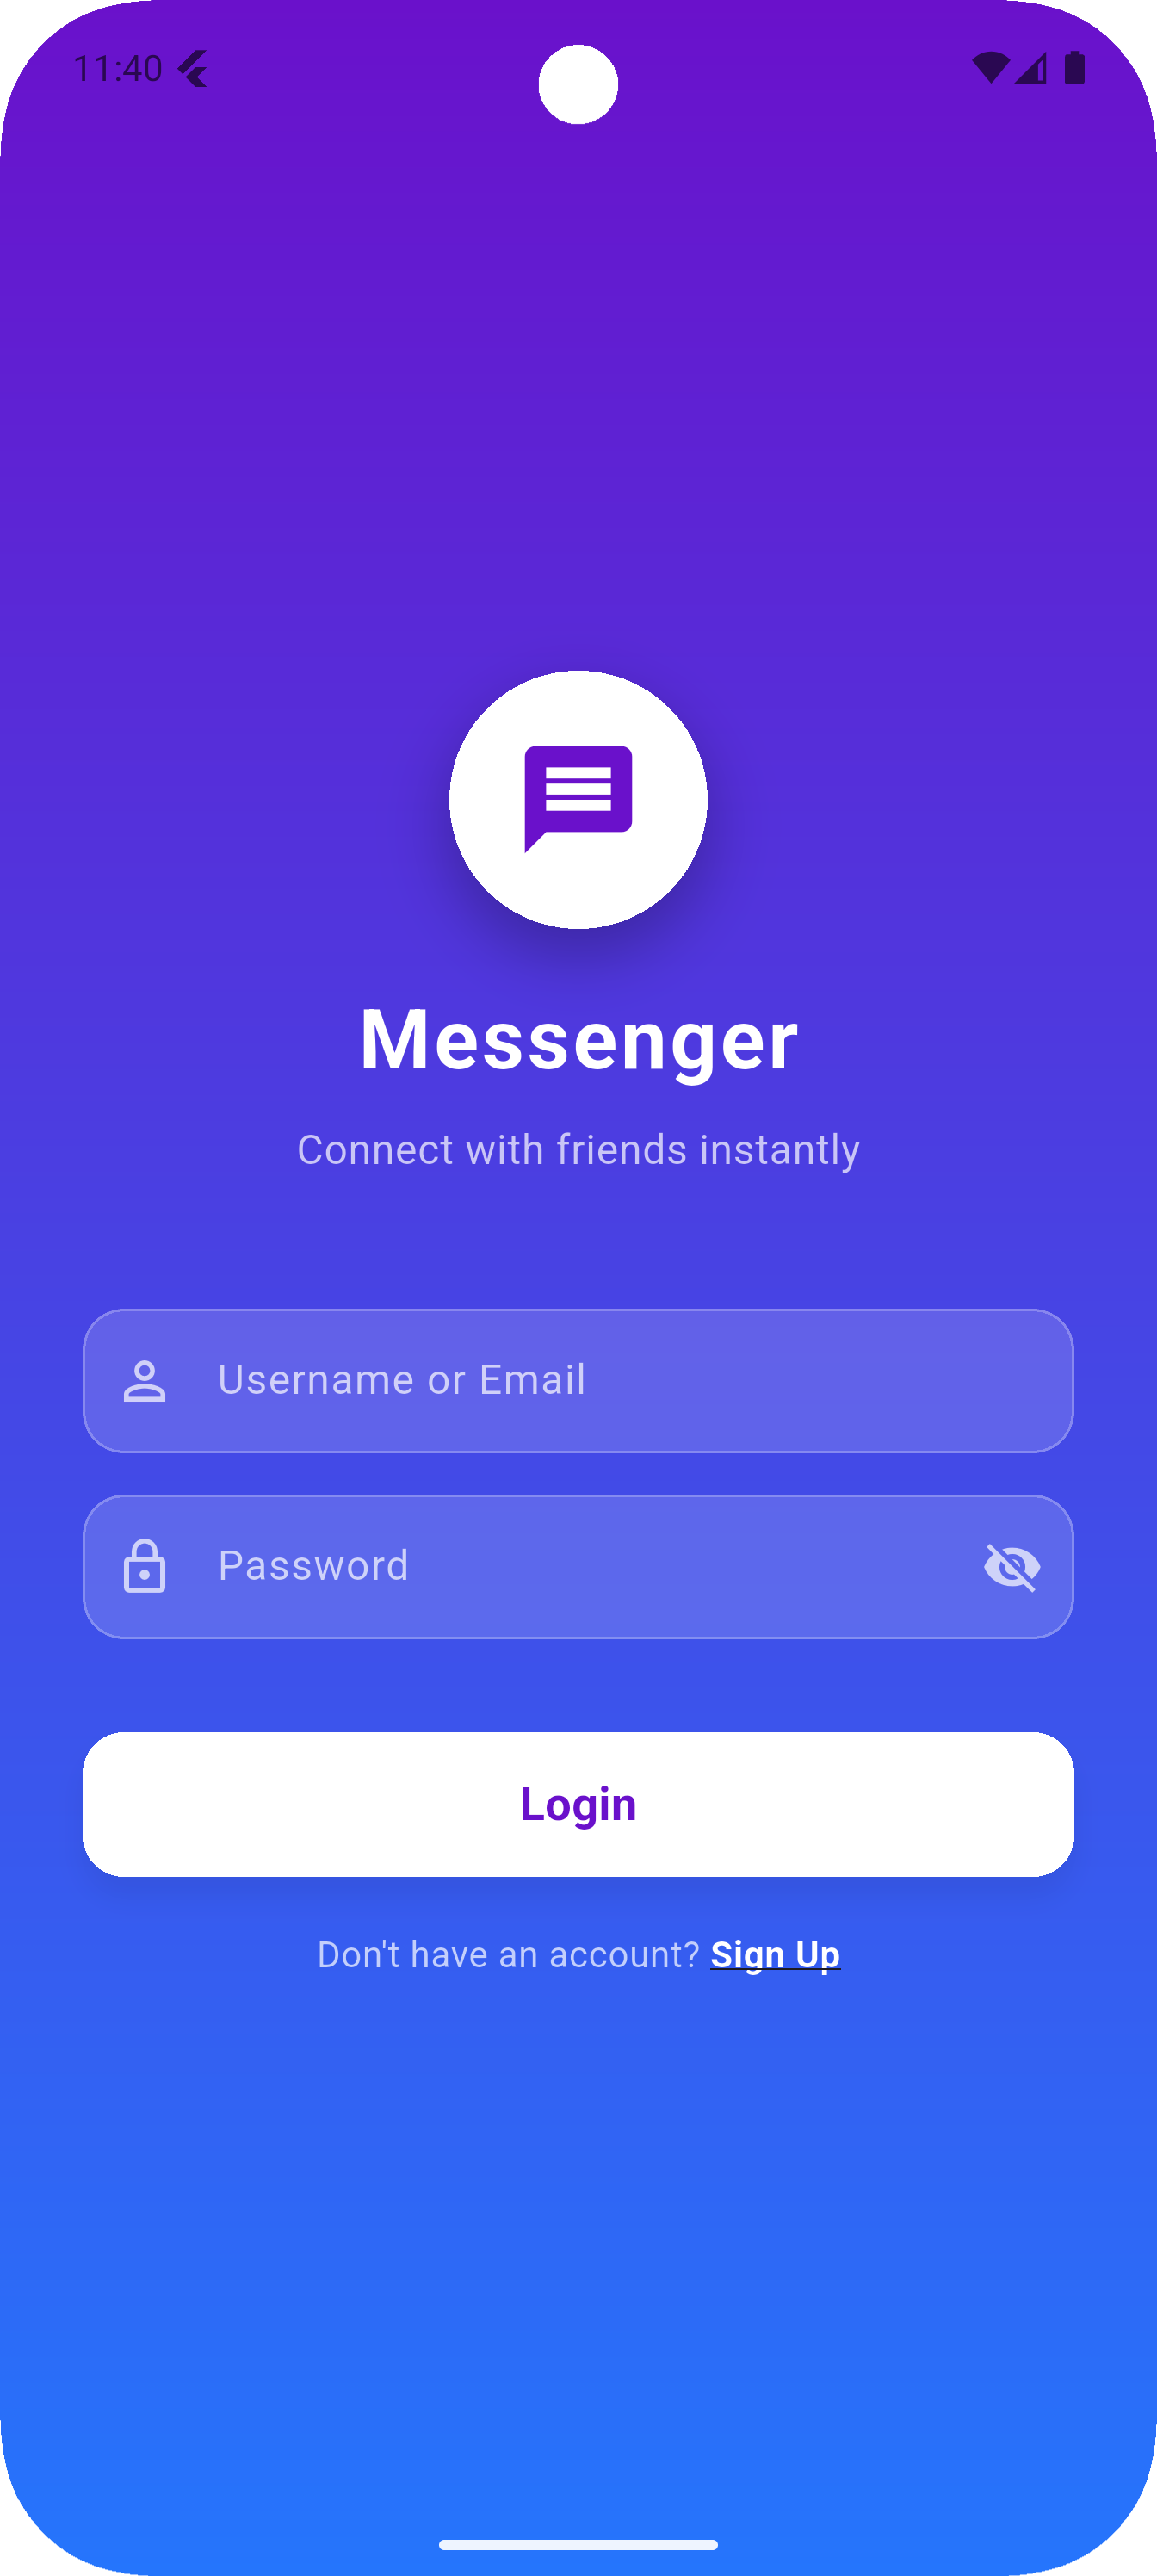 11:40
Messenger
Connect with friends instantly
Username or Email
Password
Login
Don't have an account? Sign Up